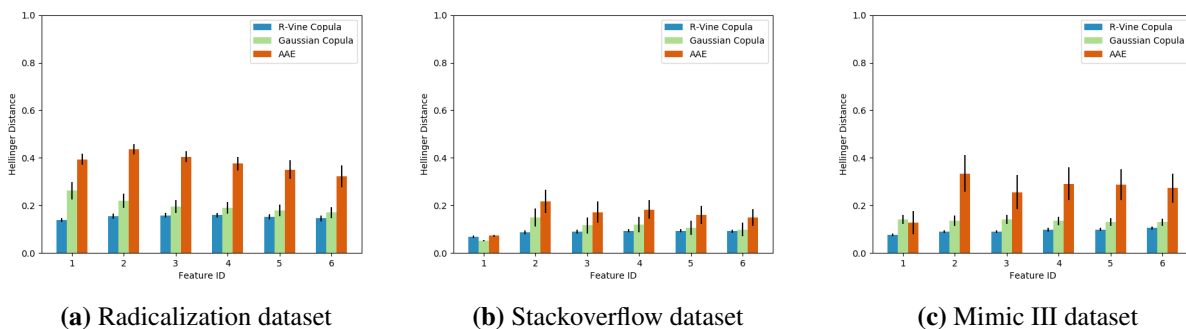 1.0
0.8
0.6
0.4
0.2
0.0
Hellinger Distance
R-Vine Copula
Gaussian Copula
AAE
1 2 3 4 5 6
Feature ID
(a) Radicalization dataset
1.0
0.8
0.6
0.4
0.2
0.0
Hellinger Distance
R-Vine Copula
Gaussian Copula
AAE
1 2 3 4 5 6
Feature ID
(b) Stackoverflow dataset
1.0
0.8
0.6
0.4
0.2
0.0
Hellinger Distance
R-Vine Copula
Gaussian Copula
AAE
1 2 3 4 5 6
Feature ID
(c) Mimic III dataset